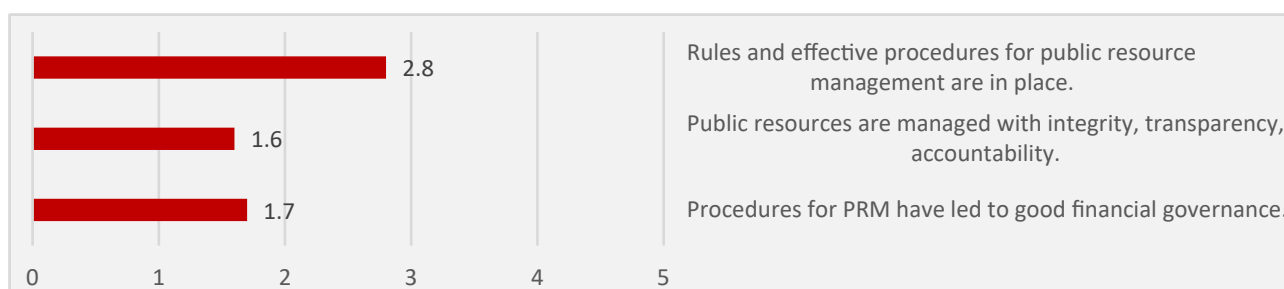 Rules and effective procedures for public resource
management are in place.
2.8
Public resources are managed with integrity, transparency,
accountability.
1.6
Procedures for PRM have led to good financial governance.
1.7
0 1 2 3 4 5